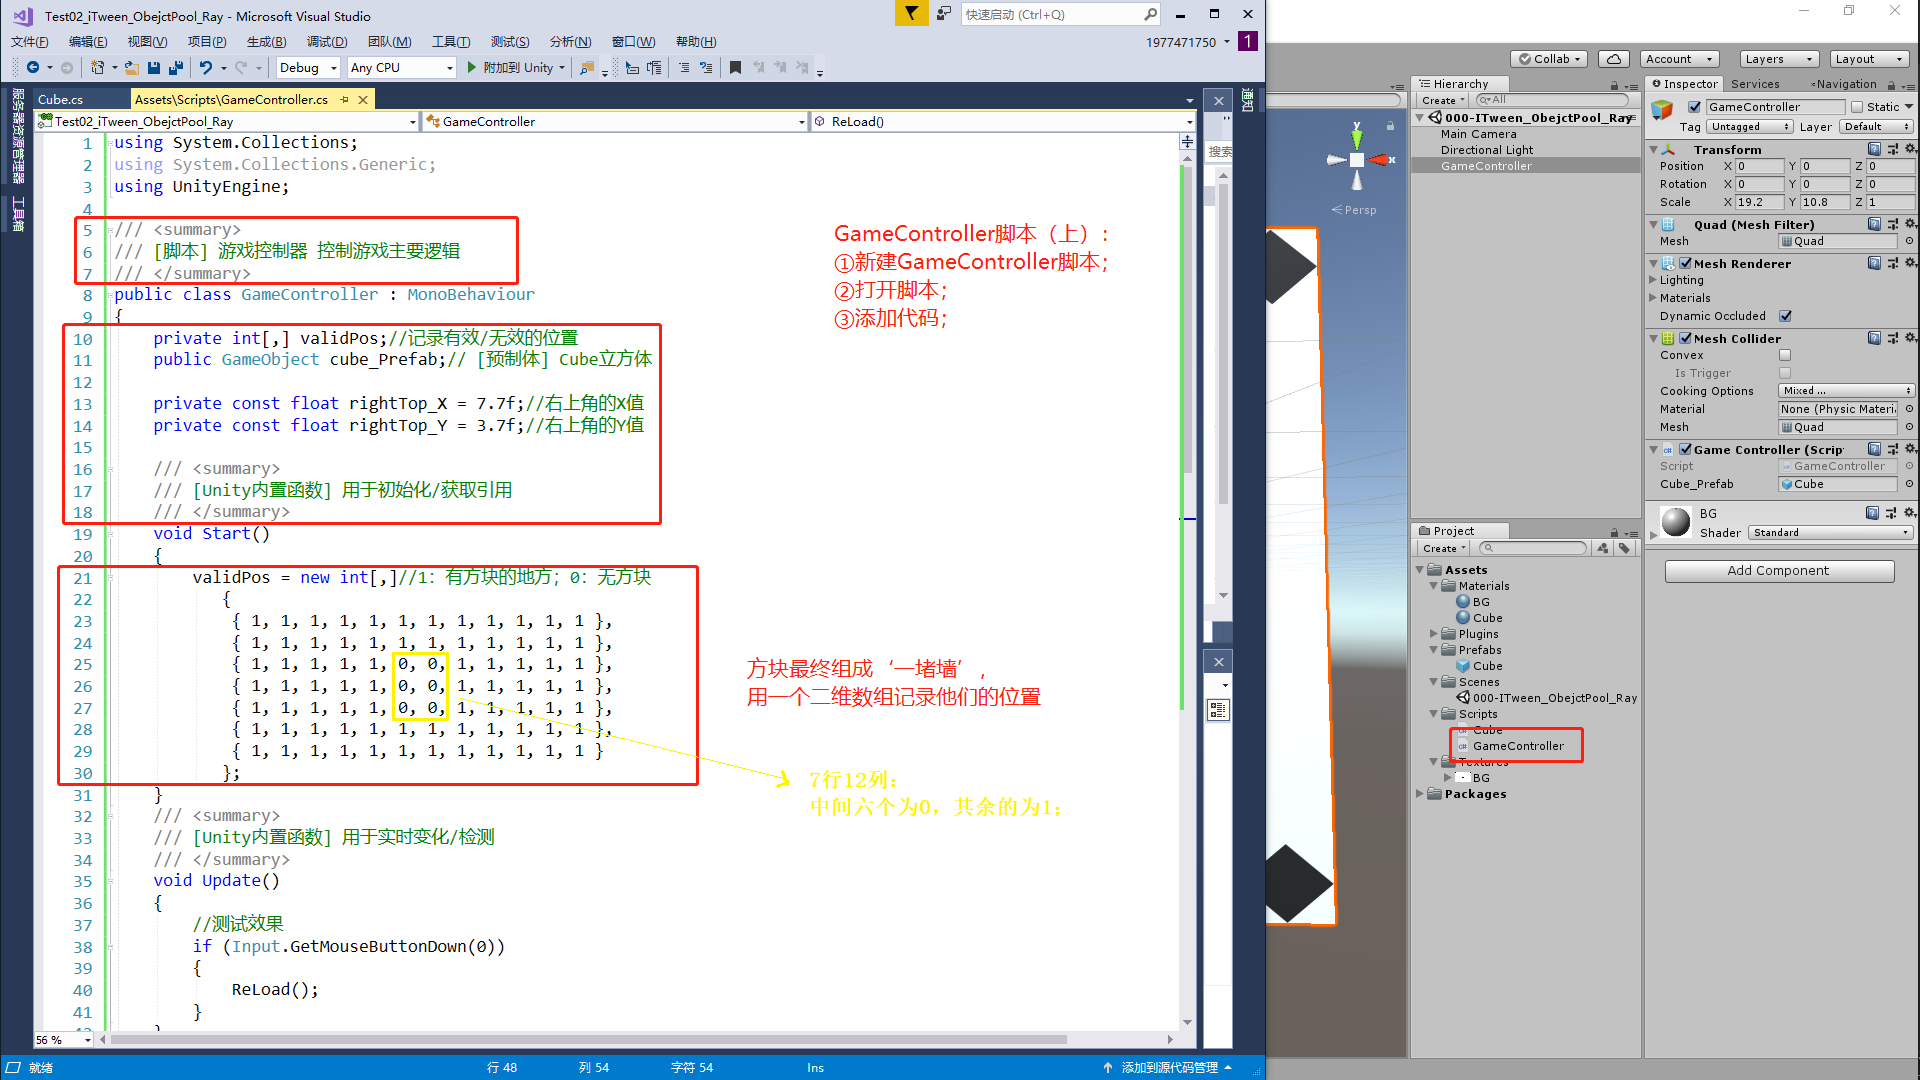 Test02_iTween_ObejctPool_Ray - Microsoft Visual Studio
快速启动 (Ctrl+Q)
文件(F) 编辑(E) 视图(V) 项目(P) 生成(B) 调试(D) 团队(M) 工具(T) 测试(S) 分析(N) 窗口(W) 帮助(H)
1977471750 1
Debug Any CPU 附加到 Unity
服务器资源管理器
工具箱
通知
搜索
Cube.cs Assets\Scripts\GameController.cs
Test02_iTween_ObejctPool_Ray GameController ReLoad()
1 using System.Collections;
2 using System.Collections.Generic;
3 using UnityEngine;
4
5 /// <summary>
6 /// [脚本] 游戏控制器 控制游戏主要逻辑
7 /// </summary>
8 public class GameController : MonoBehaviour
9 {
10 private int[,] validPos;//记录有效/无效的位置
11 public GameObject cube_Prefab;// [预制体] Cube立方体
12
13 private const float rightTop_X = 7.7f;//右上角的X值
14 private const float rightTop_Y = 3.7f;//右上角的Y值
15
16 /// <summary>
17 /// [Unity内置函数] 用于初始化/获取引用
18 /// </summary>
19 void Start()
20 {
21 validPos = new int[,]//1: 有方块的地方; 0: 无方块
22 {
23 { 1, 1, 1, 1, 1, 1, 1, 1, 1, 1, 1, 1 },
24 { 1, 1, 1, 1, 1, 1, 1, 1, 1, 1, 1, 1 },
25 { 1, 1, 1, 1, 1, 0, 0, 1, 1, 1, 1, 1 },
26 { 1, 1, 1, 1, 1, 0, 0, 1, 1, 1, 1, 1 },
27 { 1, 1, 1, 1, 1, 0, 0, 1, 1, 1, 1, 1 },
28 { 1, 1, 1, 1, 1, 1, 1, 1, 1, 1, 1, 1 },
29 { 1, 1, 1, 1, 1, 1, 1, 1, 1, 1, 1, 1 }
30 };
31 }
32 /// <summary>
33 /// [Unity内置函数] 用于实时变化/检测
34 /// </summary>
35 void Update()
36 {
37 //测试效果
38 if (Input.GetMouseButtonDown(0))
39 {
40 ReLoad();
41 }
GameController脚本（上）:
①新建GameController脚本;
②打开脚本;
③添加代码;
方块最终组成‘一堵墙’,
用一个二维数组记录他们的位置
7行12列:
中间六个为0, 其余的为1;
56 %
就绪 行 48 列 54 字符 54 Ins 添加到源代码管理
Collab Account Layers Layout
y
x
Persp
Hierarchy
Create All
000-ITween_ObejctPool_Ray
Main Camera
Directional Light
GameController
Project
Create
Assets
Materials
BG
Cube
Plugins
Prefabs
Cube
Scenes
000-ITween_ObejctPool_Ray
Scripts
Cube
GameController
Textures
BG
Packages
Inspector Services Navigation
GameController Static
Tag Untagged Layer Default
Transform
Position X 0 Y 0 Z 0
Rotation X 0 Y 0 Z 0
Scale X 19.2 Y 10.8 Z 1
Quad (Mesh Filter)
Mesh Quad
Mesh Renderer
Lighting
Materials
Dynamic Occluded
Mesh Collider
Convex
Is Trigger
Cooking Options Mixed ...
Material None (Physic Materi
Mesh Quad
Game Controller (Scrip
Script GameController
Cube_Prefab Cube
BG
Shader Standard
Add Component